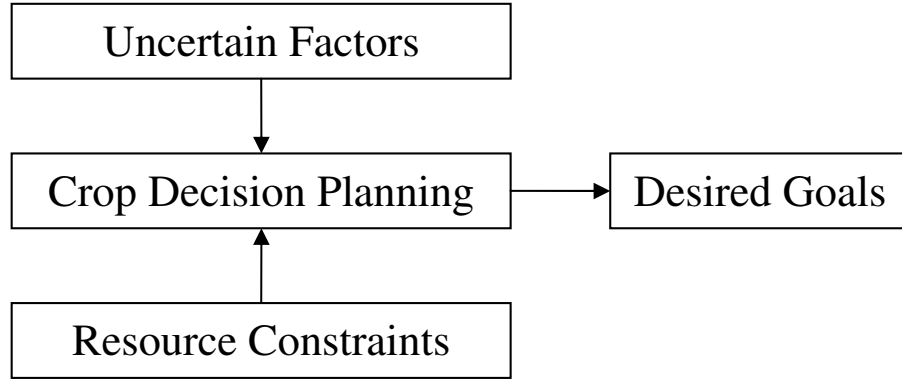 Uncertain Factors
Crop Decision Planning
Desired Goals
Resource Constraints